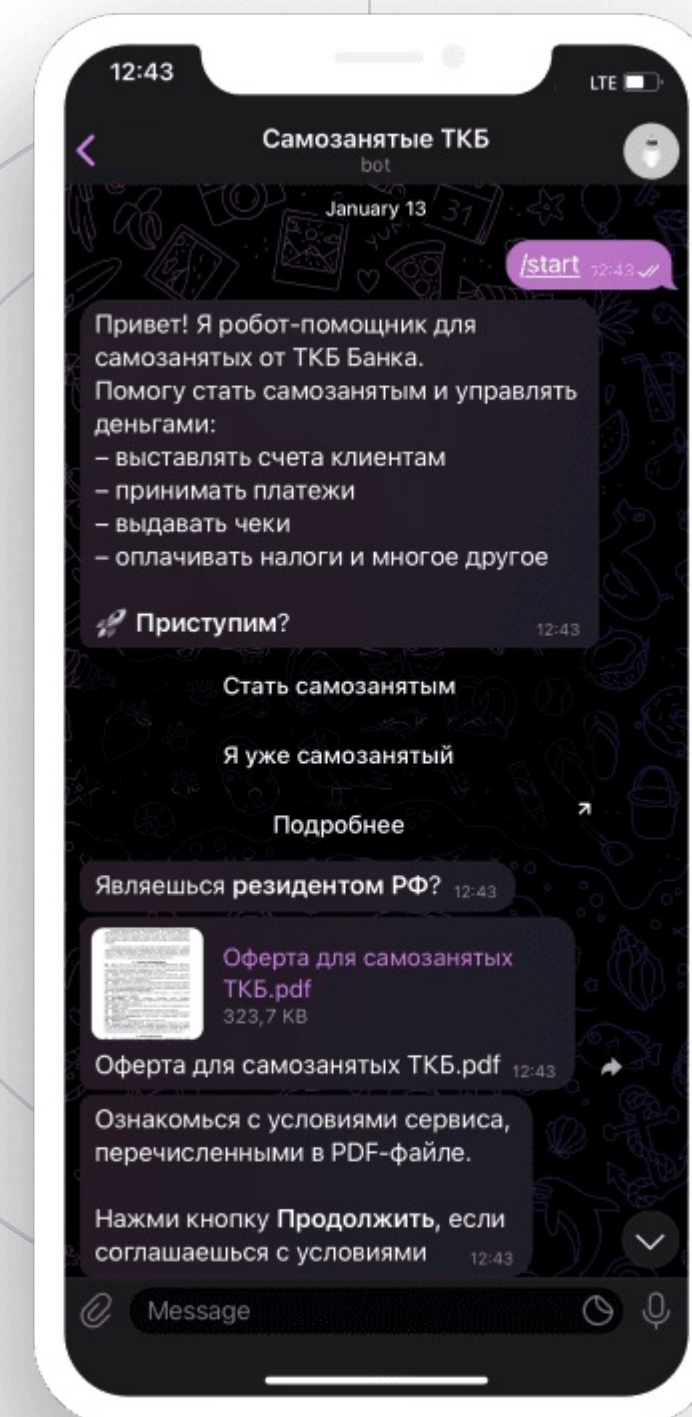 12:43
LTE
Самозанятые ТКБ
bot
January 13
/start 12:43
Привет! Я робот-помощник для
самозанятых от ТКБ Банка.
Помогу стать самозанятым и управлять
деньгами:
– выставлять счета клиентам
– принимать платежи
– выдавать чеки
– оплачивать налоги и многое другое
🚀 Приступим? 12:43
Стать самозанятым
Я уже самозанятый
Подробнее
Являешься резидентом РФ? 12:43
Оферта для самозанятых
ТКБ.pdf
323,7 KB
Оферта для самозанятых ТКБ.pdf 12:43
Ознакомься с условиями сервиса,
перечисленными в PDF-файле.
Нажми кнопку Продолжить, если
соглашаешься с условиями 12:43
Message